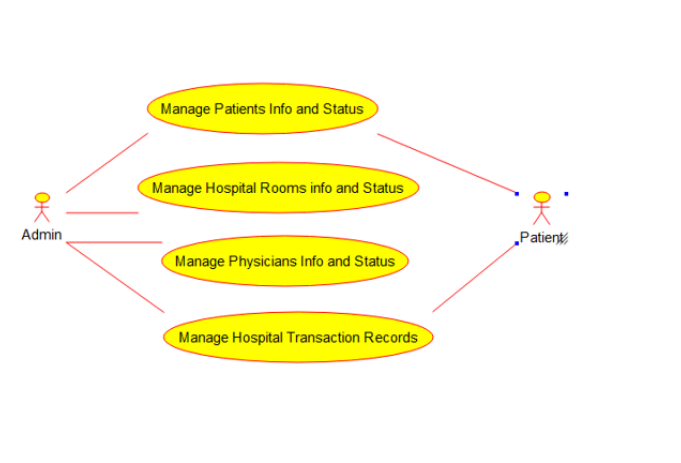 Manage Patients Info and Status
Manage Hospital Rooms info and Status
Admin
Patient
Manage Physicians Info and Status
Manage Hospital Transaction Records